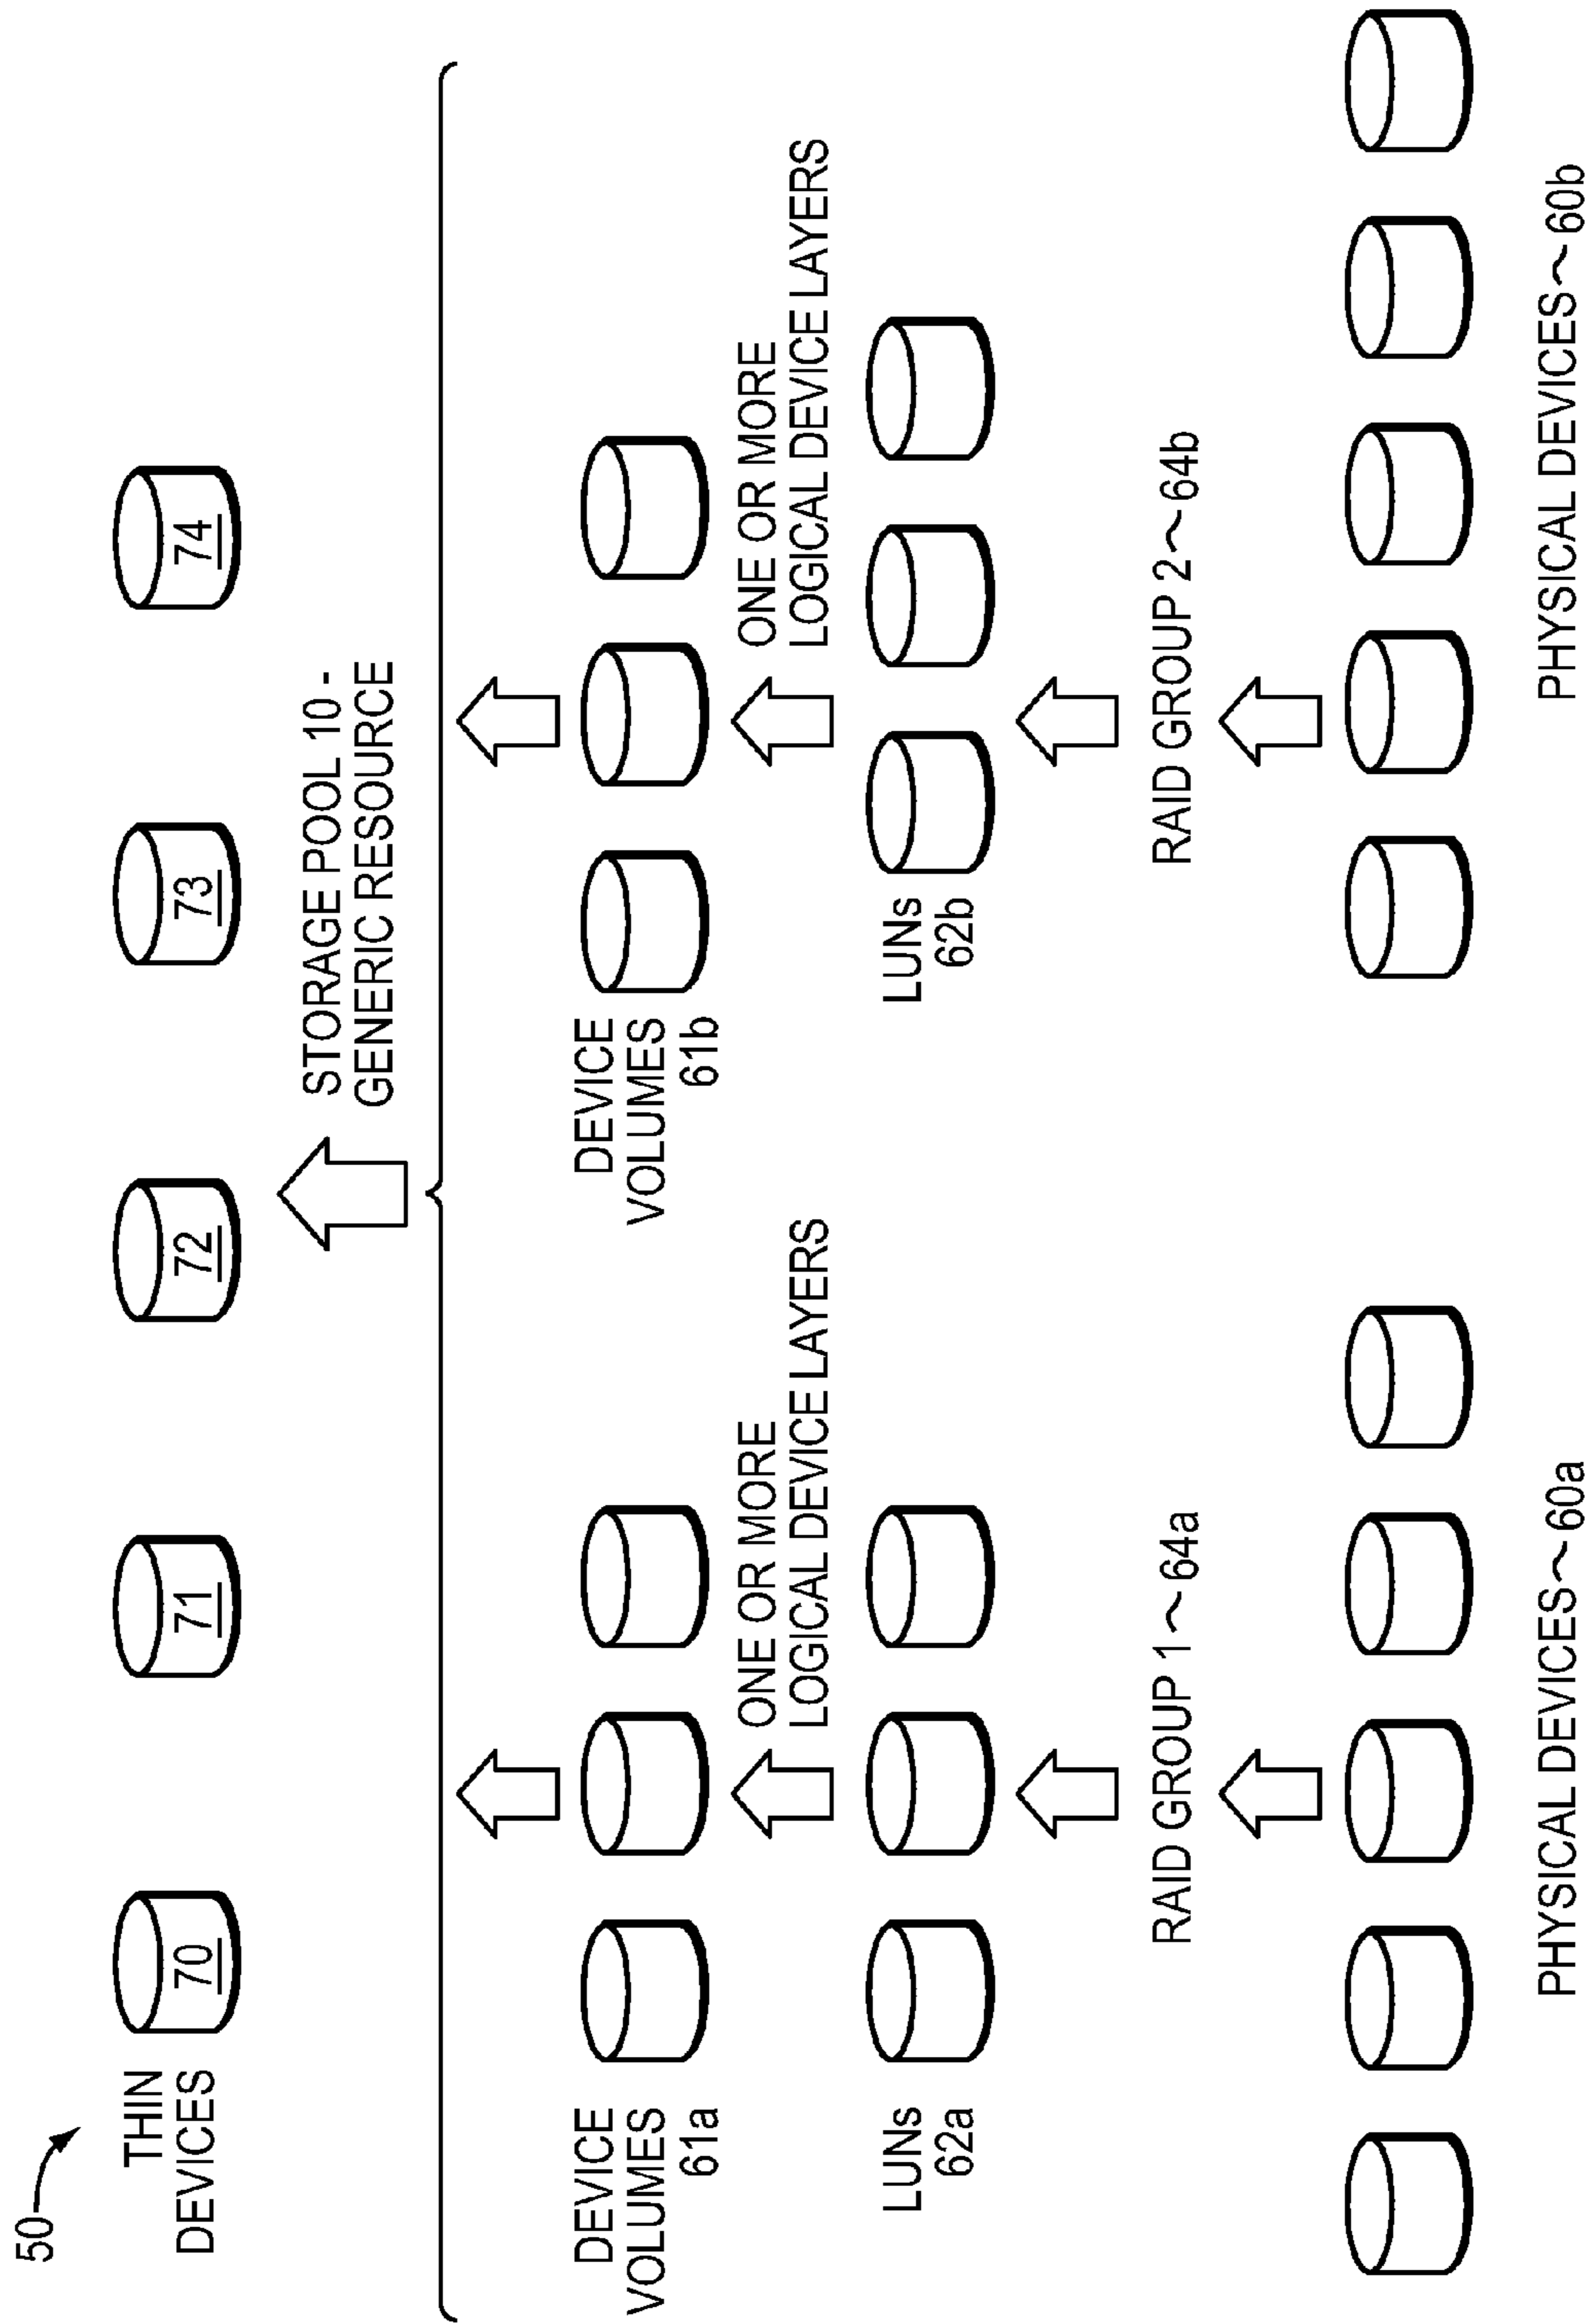 50
THIN
DEVICES
70
71
72
73
74
STORAGE POOL 10 -
GENERIC RESOURCE
DEVICE
VOLUMES
61a
DEVICE
VOLUMES
61b
ONE OR MORE
LOGICAL DEVICE LAYERS
ONE OR MORE
LOGICAL DEVICE LAYERS
LUNs
62a
LUNs
62b
RAID GROUP 1~64a
RAID GROUP 2~64b
PHYSICAL DEVICES~60a
PHYSICAL DEVICES~60b